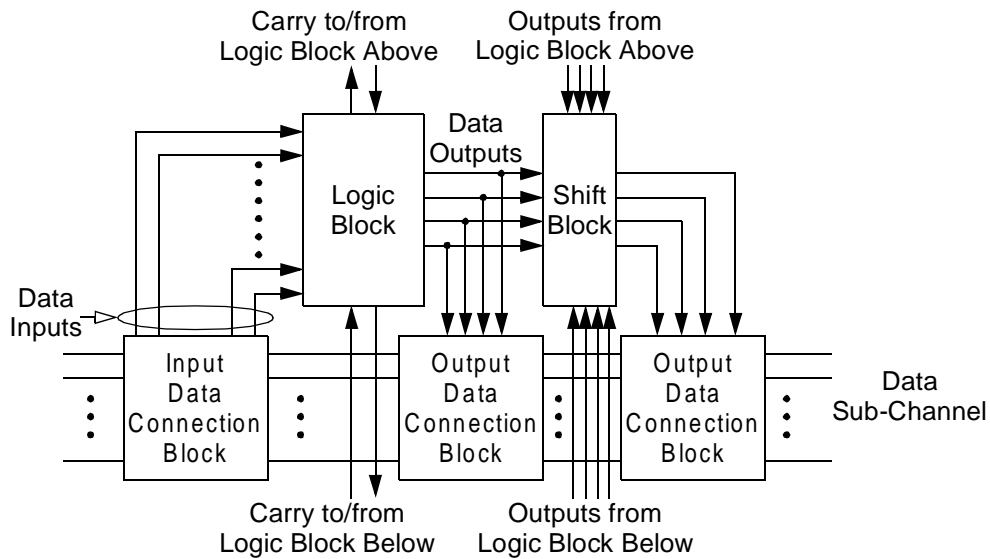 Carry to/from
Logic Block Above
Outputs from
Logic Block Above
Data
Outputs
Logic
Block
Shift
Block
Data
Inputs
Input
Data
Connection
Block
Output
Data
Connection
Block
Output
Data
Connection
Block
Data
Sub-Channel
Carry to/from
Logic Block Below
Outputs from
Logic Block Below